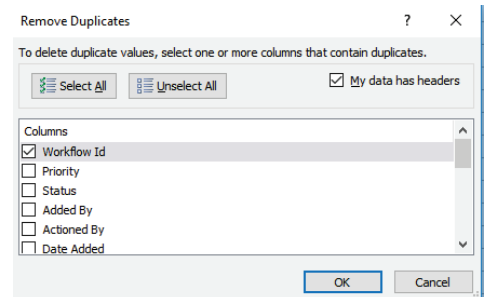 Remove Duplicates ? ×
To delete duplicate values, select one or more columns that contain duplicates.
Select All Unselect All My data has headers
Columns
Workflow Id
Priority
Status
Added By
Actioned By
Date Added
OK Cancel